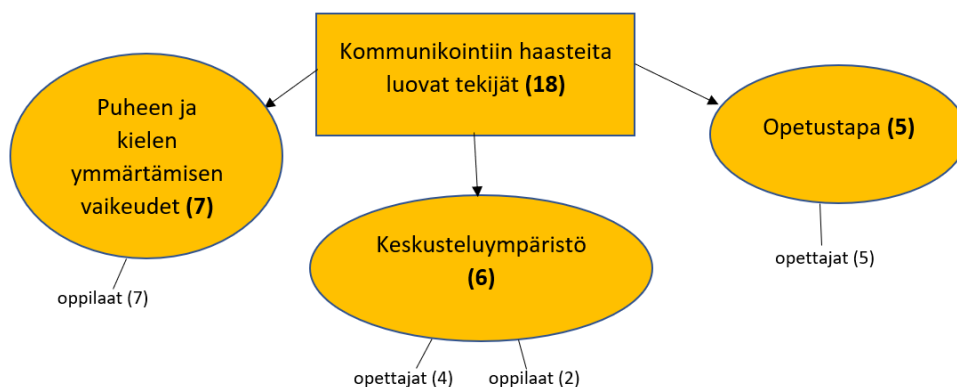 Kommunikointiin haasteita
luovat tekijät (18)
Puheen ja
kielen
ymmärtämisen
vaikeudet (7)
oppilaat (7)
Keskusteluympäristö
(6)
opettajat (4)
oppilaat (2)
Opetustapa (5)
opettajat (5)